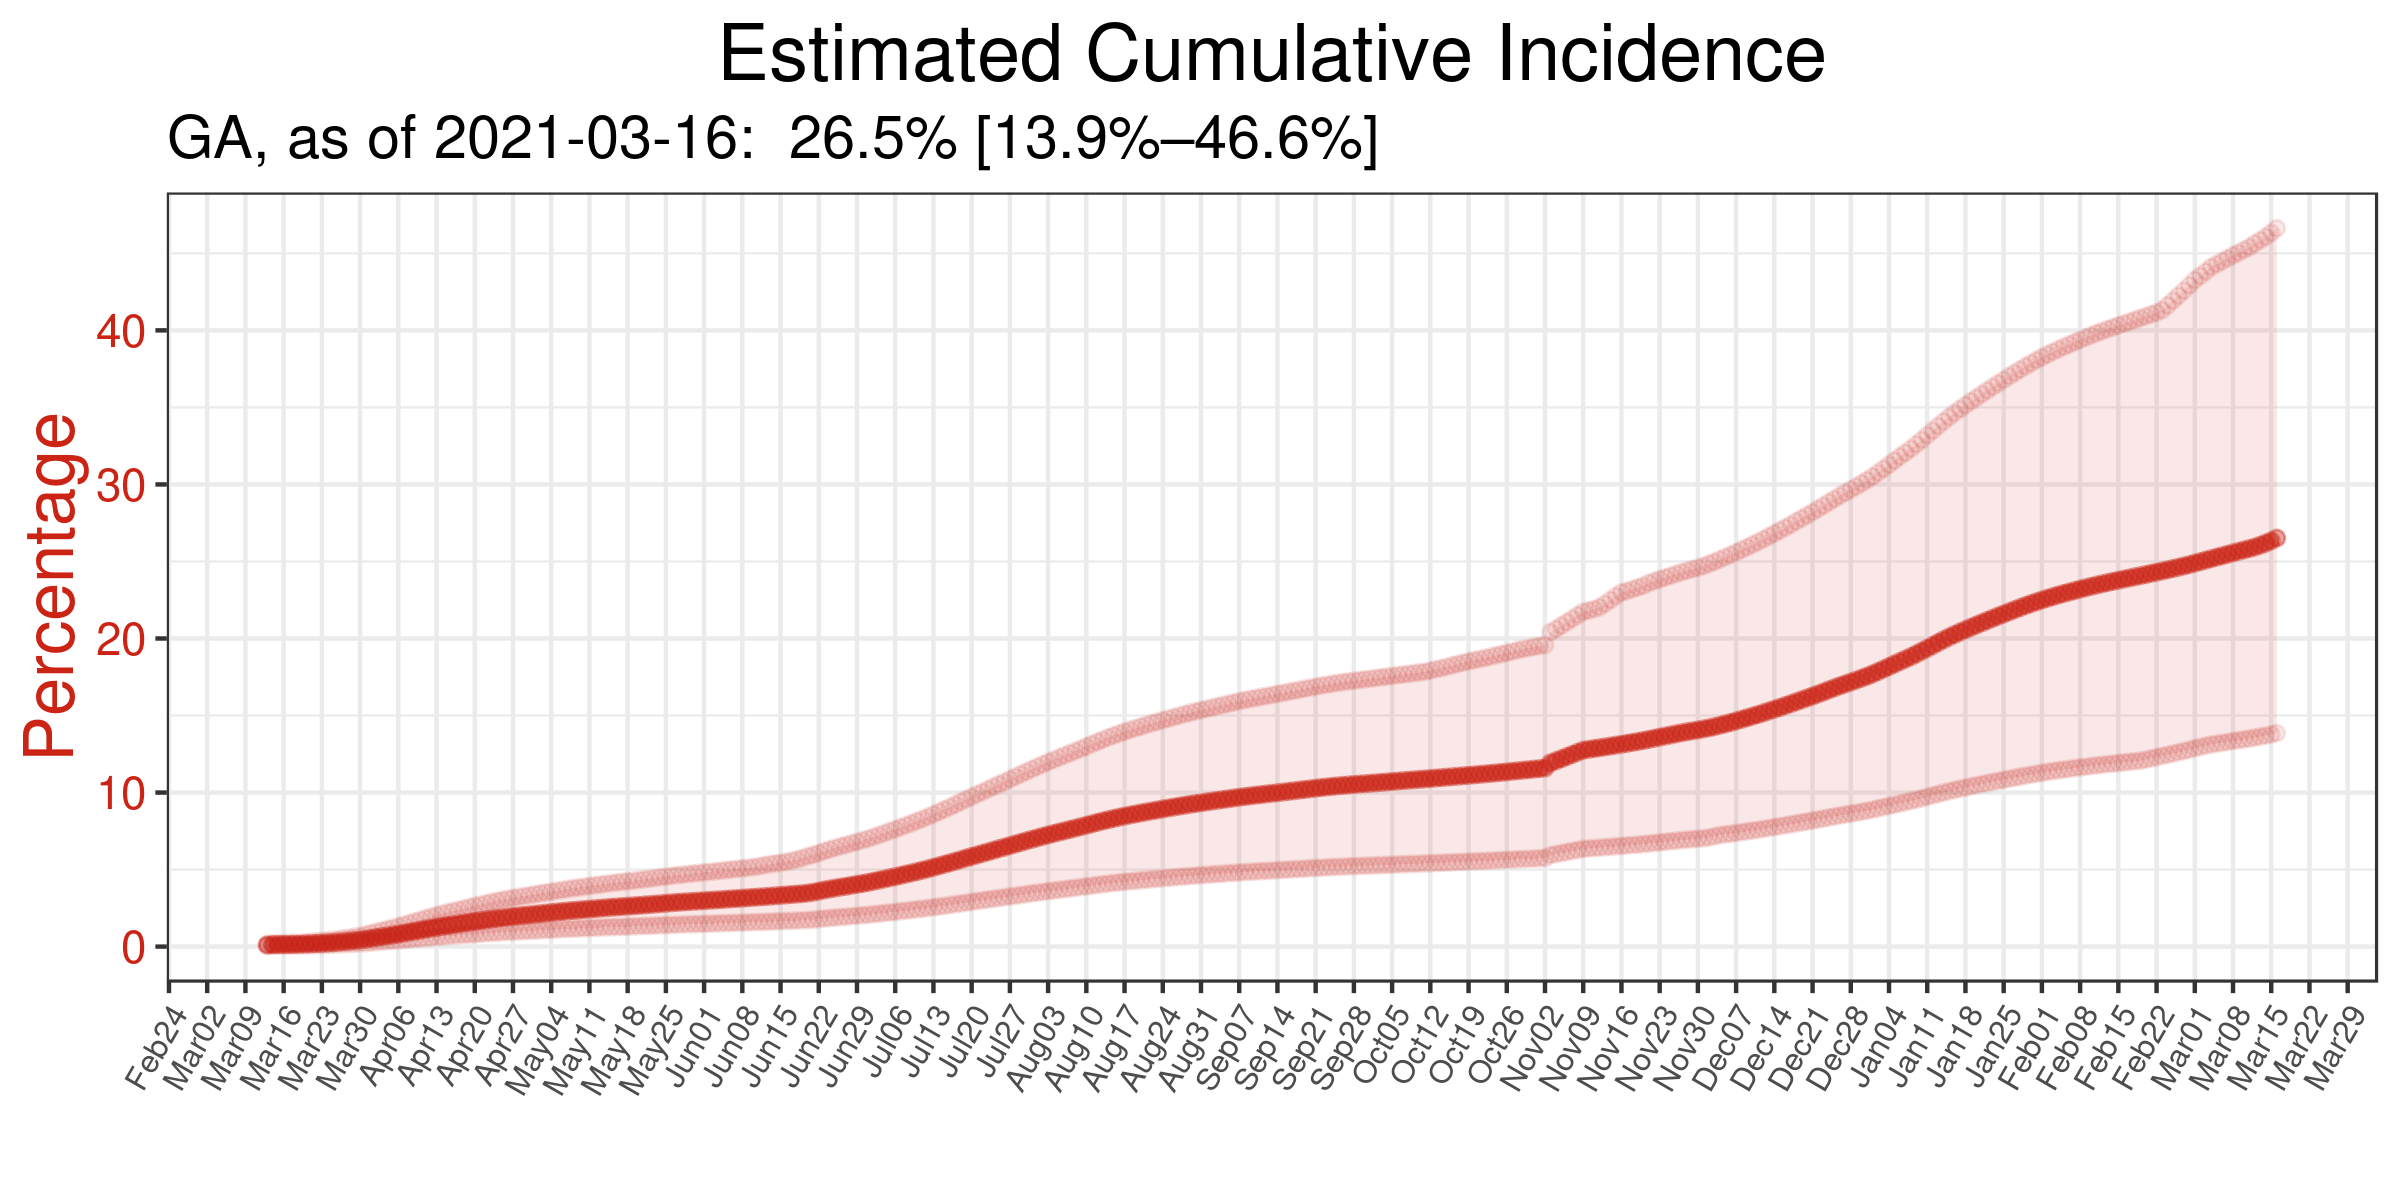 Estimated Cumulative Incidence
GA, as of 2021-03-16:  26.5% [13.9%–46.6%]
Percentage
40
30
20
10
0
Feb24
Mar02
Mar09
Mar16
Mar23
Mar30
Apr06
Apr13
Apr20
Apr27
May04
May11
May18
May25
Jun01
Jun08
Jun15
Jun22
Jun29
Jul06
Jul13
Jul20
Jul27
Aug03
Aug10
Aug17
Aug24
Aug31
Sep07
Sep14
Sep21
Sep28
Oct05
Oct12
Oct19
Oct26
Nov02
Nov09
Nov16
Nov23
Nov30
Dec07
Dec14
Dec21
Dec28
Jan04
Jan11
Jan18
Jan25
Feb01
Feb08
Feb15
Feb22
Mar01
Mar08
Mar15
Mar22
Mar29